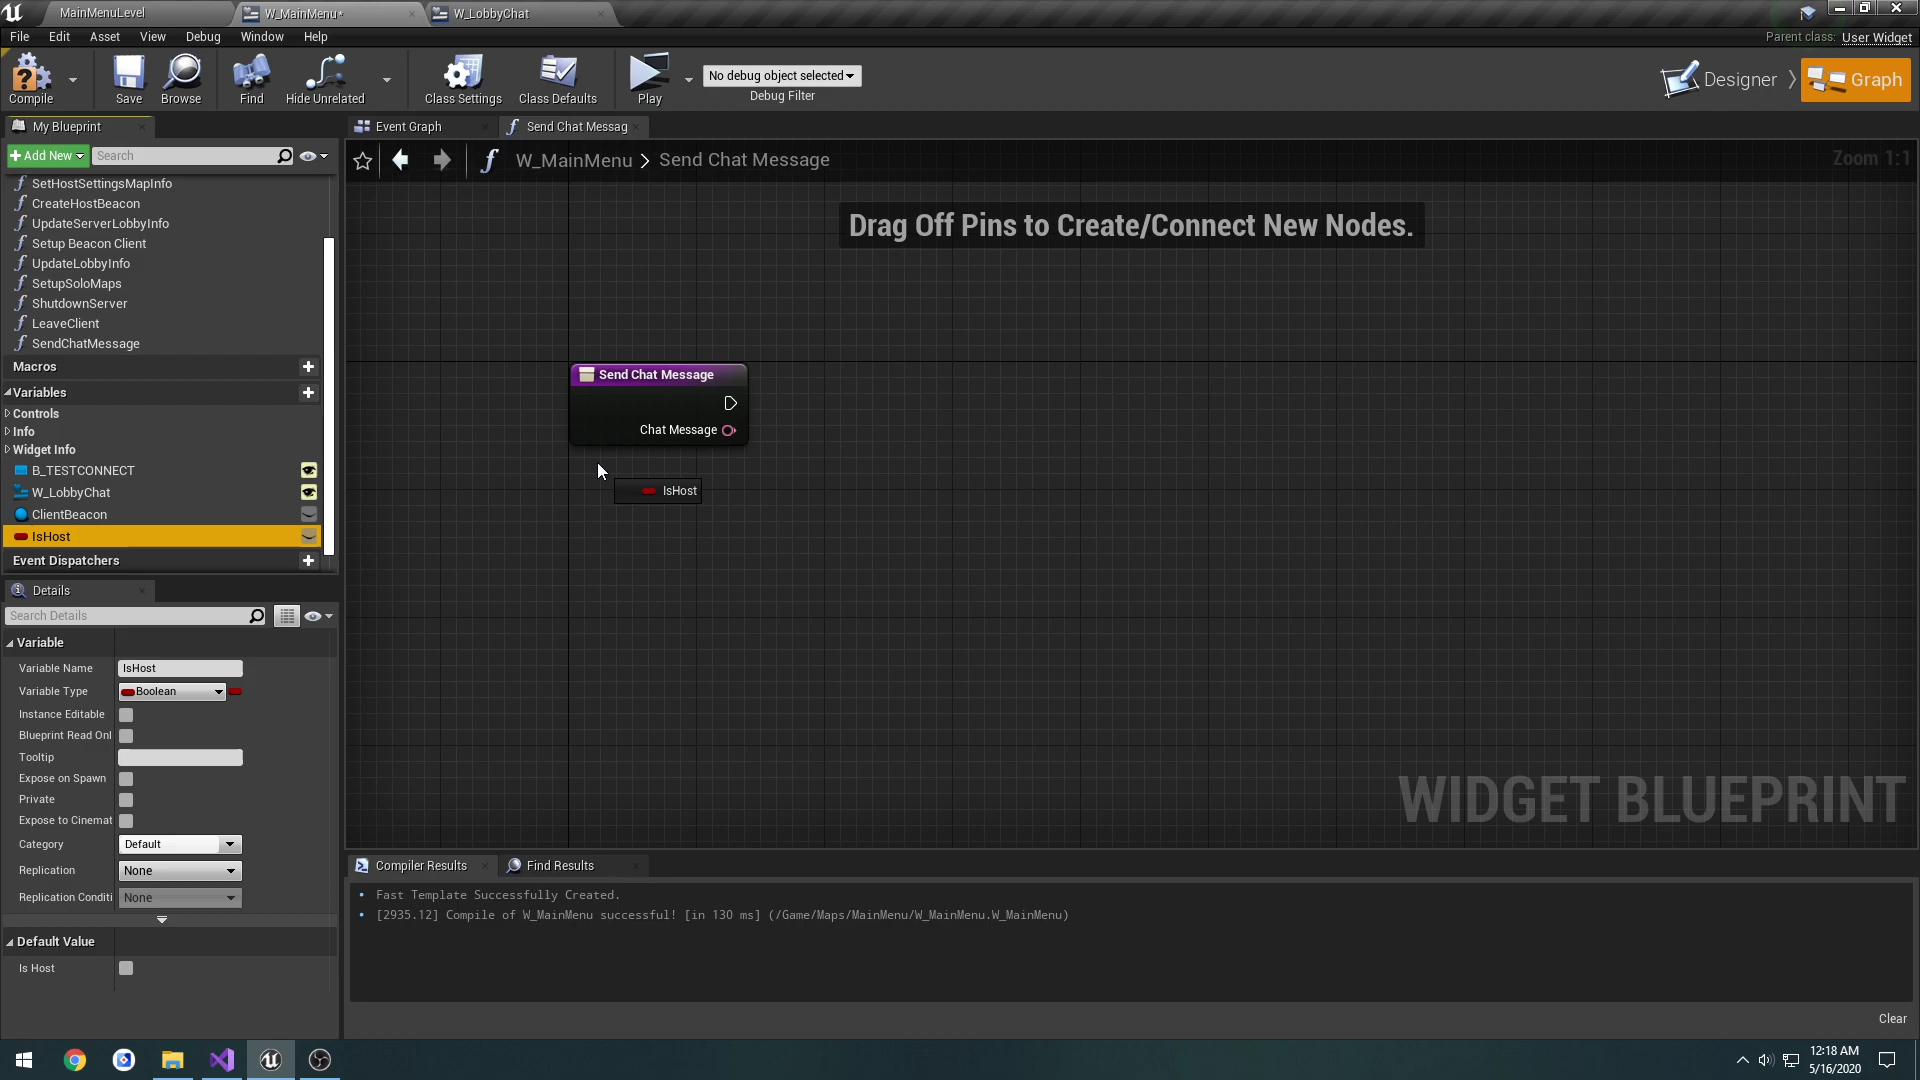 MainMenuLevel
W_MainMenu*
W_LobbyChat
File Edit Asset View Debug Window Help
Parent class: User Widget
Compile
Save
Browse
Find
Hide Unrelated
Class Settings
Class Defaults
Play
No debug object selected
Debug Filter
Designer
Graph
My Blueprint
Event Graph
Send Chat Messag
Add New
Search
W_MainMenu > Send Chat Message
Zoom 1:1
SetHostSettingsMapInfo
CreateHostBeacon
UpdateServerLobbyInfo
Setup Beacon Client
UpdateLobbyInfo
SetupSoloMaps
ShutdownServer
LeaveClient
SendChatMessage
Macros
Variables
Controls
Info
Widget Info
B_TESTCONNECT
W_LobbyChat
ClientBeacon
IsHost
Event Dispatchers
Drag Off Pins to Create/Connect New Nodes.
Send Chat Message
Chat Message
IsHost
WIDGET BLUEPRINT
Details
Search Details
Variable
Variable Name IsHost
Variable Type Boolean
Instance Editable
Blueprint Read Onl
Tooltip
Expose on Spawn
Private
Expose to Cinemat
Category Default
Replication None
Replication Conditi None
Default Value
Is Host
Compiler Results
Find Results
Fast Template Successfully Created.
[2935.12] Compile of W_MainMenu successful! [in 130 ms] (/Game/Maps/MainMenu/W_MainMenu.W_MainMenu)
Clear
12:18 AM
5/16/2020